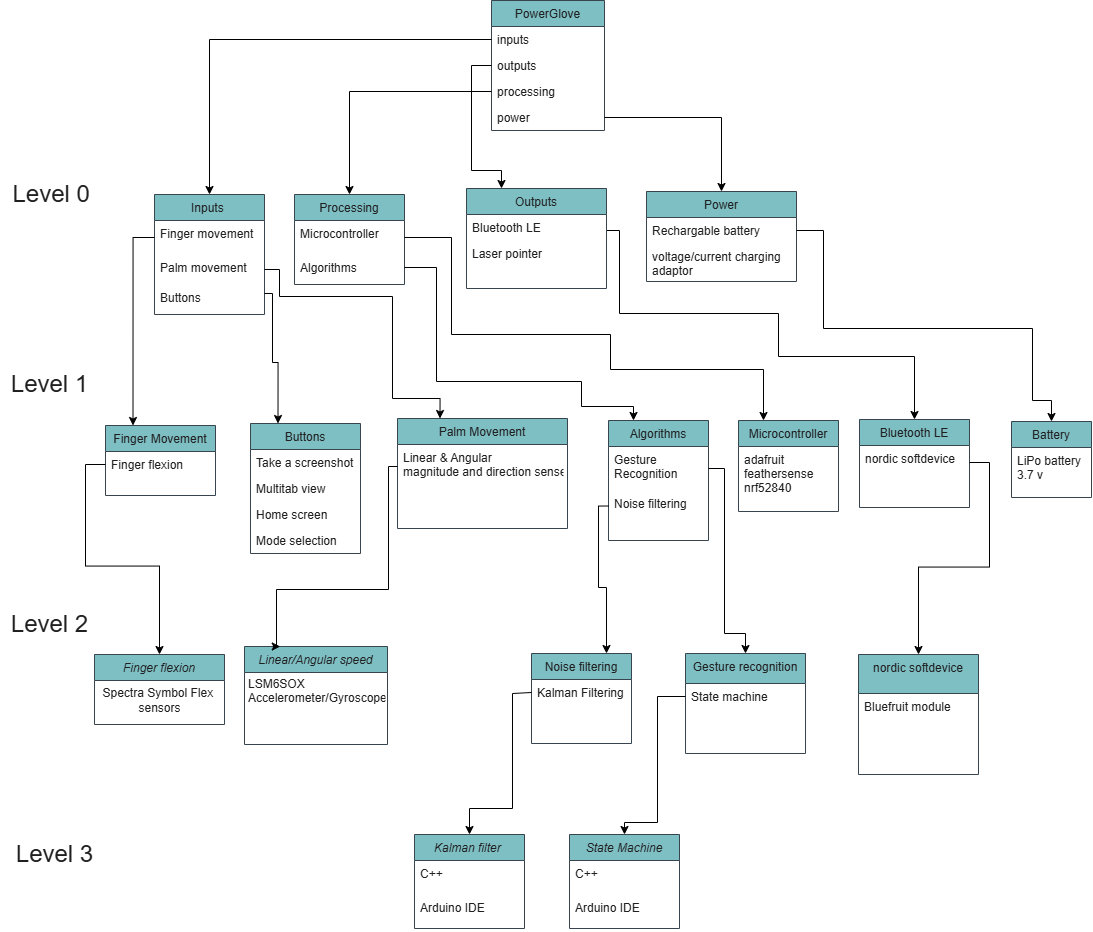 PowerGlove
inputs
outputs
processing
power
Level 0
Inputs
Finger movement
Palm movement
Buttons
Processing
Microcontroller
Algorithms
Outputs
Bluetooth LE
Laser pointer
Power
Rechargable battery
voltage/current charging
adaptor
Level 1
Finger Movement
Finger flexion
Buttons
Take a screenshot
Multitab view
Home screen
Mode selection
Palm Movement
Linear & Angular
magnitude and direction sense
Algorithms
Gesture
Recognition
Noise filtering
Microcontroller
adafruit
feathersense
nrf52840
Bluetooth LE
nordic softdevice
Battery
LiPo battery
3.7 v
Level 2
Finger flexion
Spectra Symbol Flex
sensors
Linear/Angular speed
LSM6SOX
Accelerometer/Gyroscope
Noise filtering
Kalman Filtering
Gesture recognition
State machine
nordic softdevice
Bluefruit module
Level 3
Kalman filter
C++
Arduino IDE
State Machine
C++
Arduino IDE